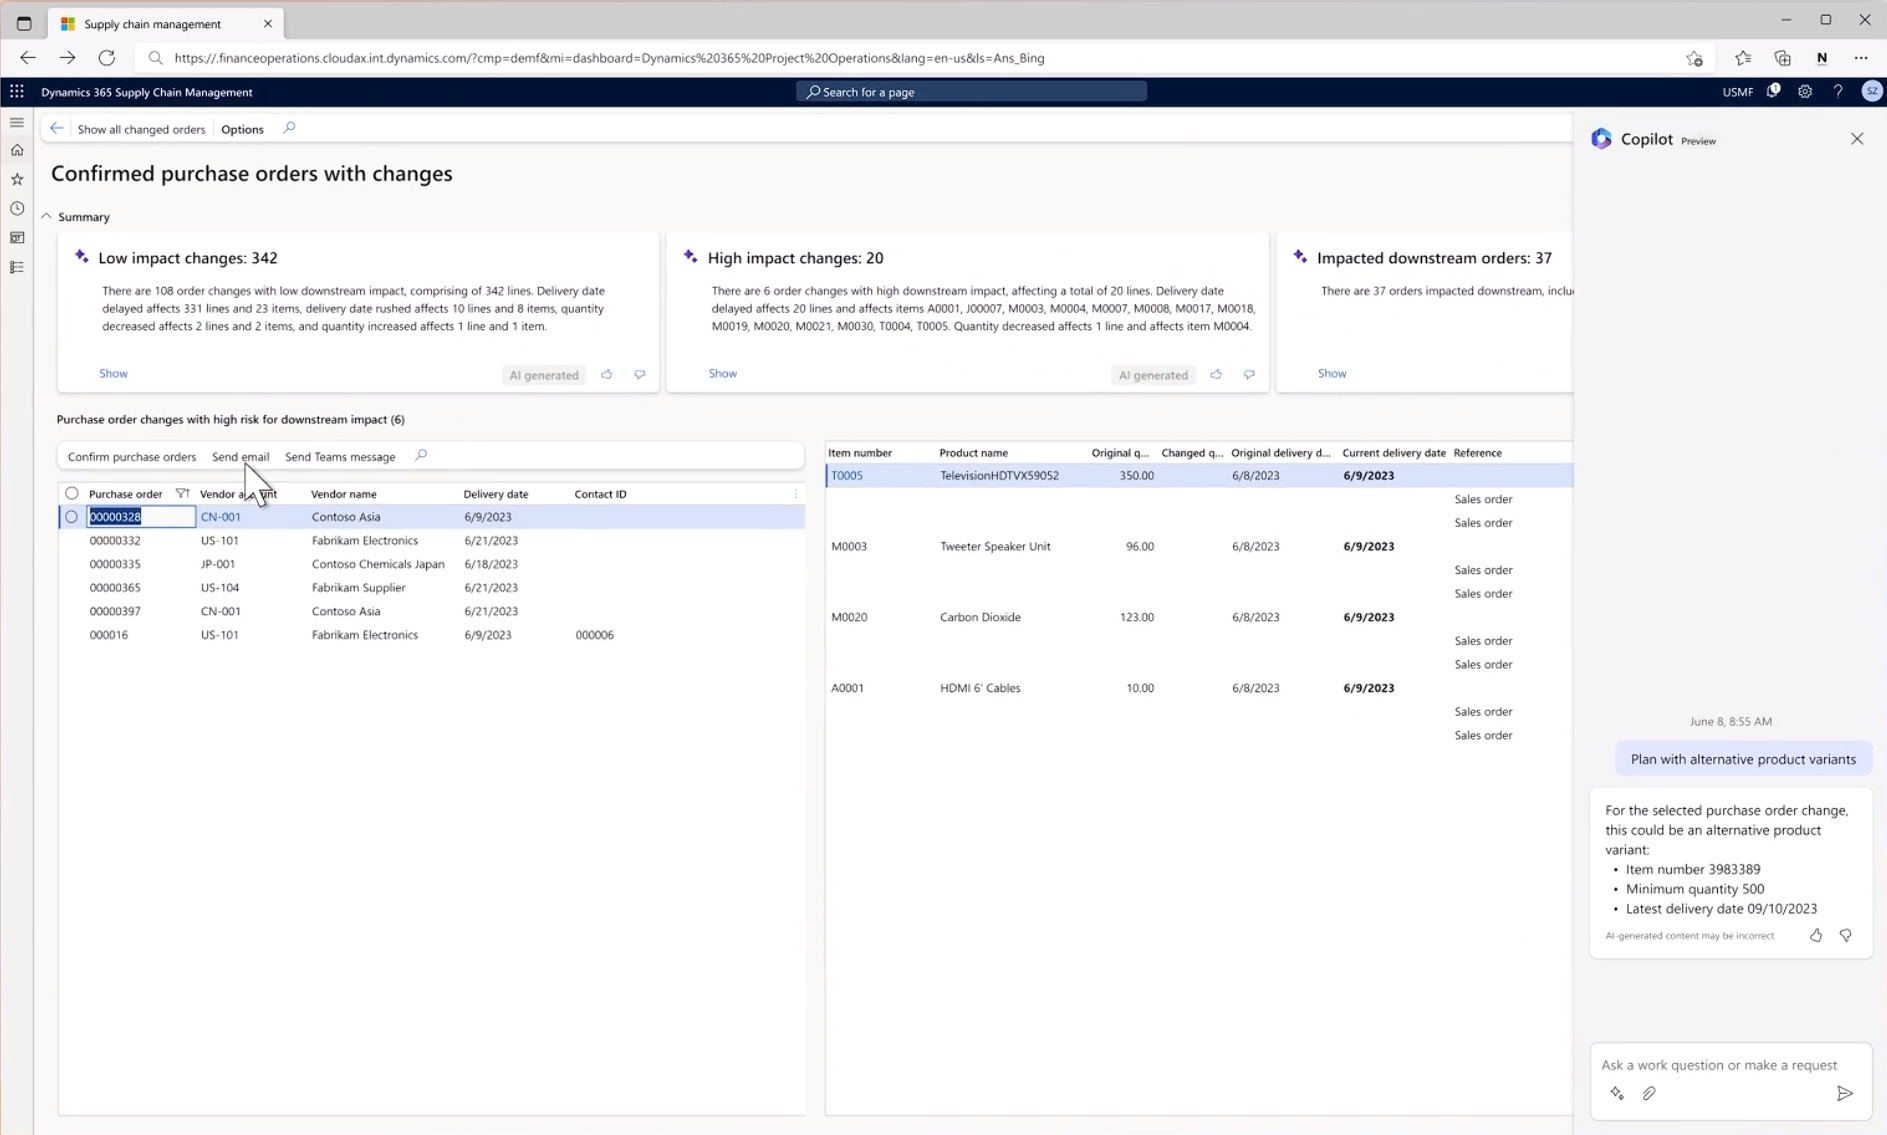 Supply chain management
https://.financeoperations.cloudax.int.dynamics.com/?cmp=demf&mi=dashboard=Dynamics%20365%20Project%20Operations&lang=en-us&ls=Ans_Bing
N
Dynamics 365 Supply Chain Management
Search for a page
USMF
1
?
SZ
Show all changed orders
Options
Confirmed purchase orders with changes
Summary
Low impact changes: 342
There are 108 order changes with low downstream impact, comprising of 342 lines. Delivery date
delayed affects 331 lines and 23 items, delivery date rushed affects 10 lines and 8 items, quantity
decreased affects 2 lines and 2 items, and quantity increased affects 1 line and 1 item.
Show
AI generated
High impact changes: 20
There are 6 order changes with high downstream impact, affecting a total of 20 lines. Delivery date
delayed affects 20 lines and affects items A0001, J00007, M0003, M0004, M0007, M0008, M0017, M0018,
M0019, M0020, M0021, M0030, T0004, T0005. Quantity decreased affects 1 line and affects item M0004.
Show
AI generated
Impacted downstream orders: 37
There are 37 orders impacted downstream, inclu
Show
Purchase order changes with high risk for downstream impact (6)
Confirm purchase orders
Send email
Send Teams message
Purchase order Vendor a unt Vendor name Delivery date Contact ID
00000328 CN-001 Contoso Asia 6/9/2023
00000332 US-101 Fabrikam Electronics 6/21/2023
00000335 JP-001 Contoso Chemicals Japan 6/18/2023
00000365 US-104 Fabrikam Supplier 6/21/2023
00000397 CN-001 Contoso Asia 6/21/2023
000016 US-101 Fabrikam Electronics 6/9/2023 000006
Item number Product name Original q... Changed q... Original delivery d... Current delivery date Reference
T0005 TelevisionHDTVX59052 350.00 6/8/2023 6/9/2023
Sales order
Sales order
M0003 Tweeter Speaker Unit 96.00 6/8/2023 6/9/2023
Sales order
Sales order
M0020 Carbon Dioxide 123.00 6/8/2023 6/9/2023
Sales order
Sales order
A0001 HDMI 6' Cables 10.00 6/8/2023 6/9/2023
Sales order
Sales order
Copilot Preview
June 8, 8:55 AM
Plan with alternative product variants
For the selected purchase order change,
this could be an alternative product
variant:
• Item number 3983389
• Minimum quantity 500
• Latest delivery date 09/10/2023
AI-generated content may be incorrect
Ask a work question or make a request